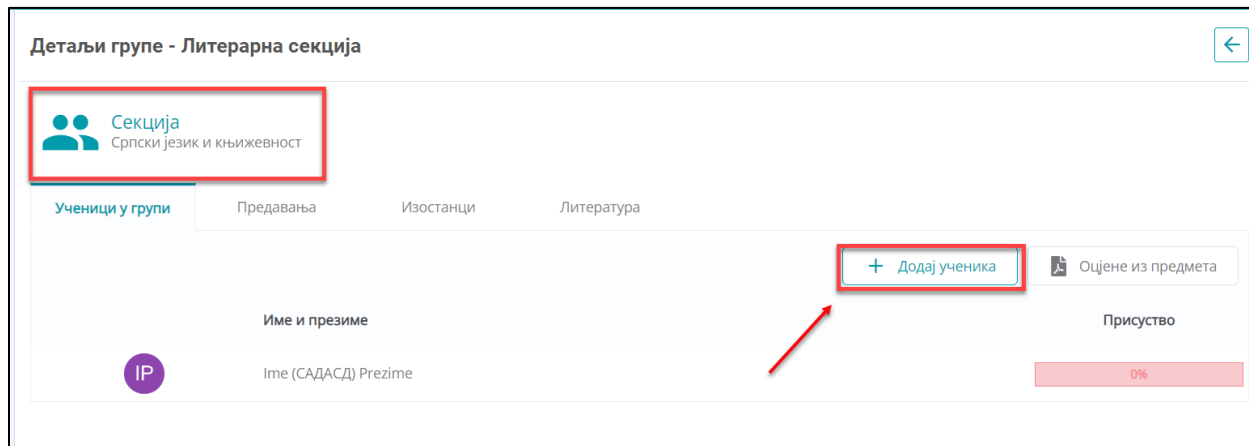 Детаљи групе - Литерарна секција
Секција
Српски језик и књижевност
Ученици у групи Предавања Изостанци Литература
+ Додај ученика Оцјене из предмета
Име и презиме Присуство
IP Ime (САДАСД) Prezime 0%